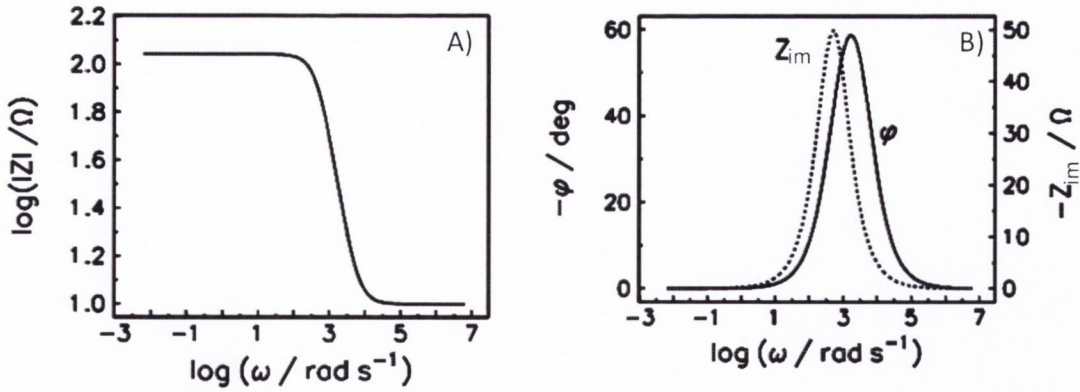 A)
log(|Z| /Ω)
2.2
2.0
1.8
1.6
1.4
1.2
1.0
-3 -1 1 3 5 7
log (ω / rad s⁻¹)
B)
Zim
φ
-φ / deg
60
40
20
0
-3 -1 1 3 5 7
log (ω / rad s⁻¹)
50
40
30
20
10
0
-Zim / Ω